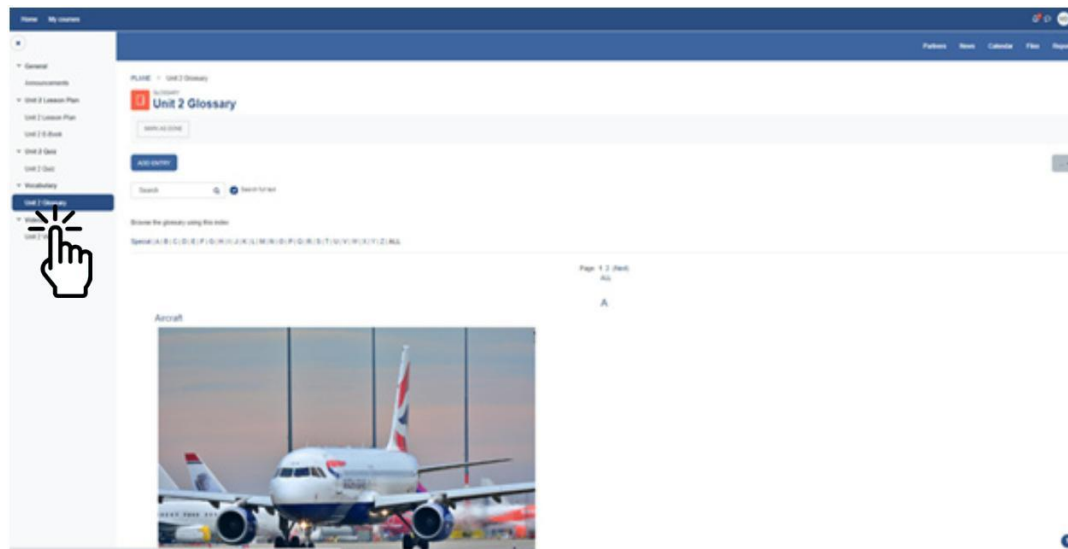 Home My courses
Partners News Calendar Files
General
Announcements
Unit 2 Lesson Plan
Unit 2 Lesson Plan
Unit 2 E-Book
Unit 2 Quiz
Unit 2 Quiz
Vocabulary
Unit 2 Glossary
Unit 2
PLANE > Unit 2 Glossary
GLOSSARY
Unit 2 Glossary
MARK AS DONE
ADD ENTRY
Search
Search full text
Browse the glossary using this index
Special | A | B | C | D | E | F | G | H | I | J | K | L | M | N | O | P | Q | R | S | T | U | V | W | X | Y | Z | ALL
Page: 1 2 (Next)
ALL
A
Aircraft